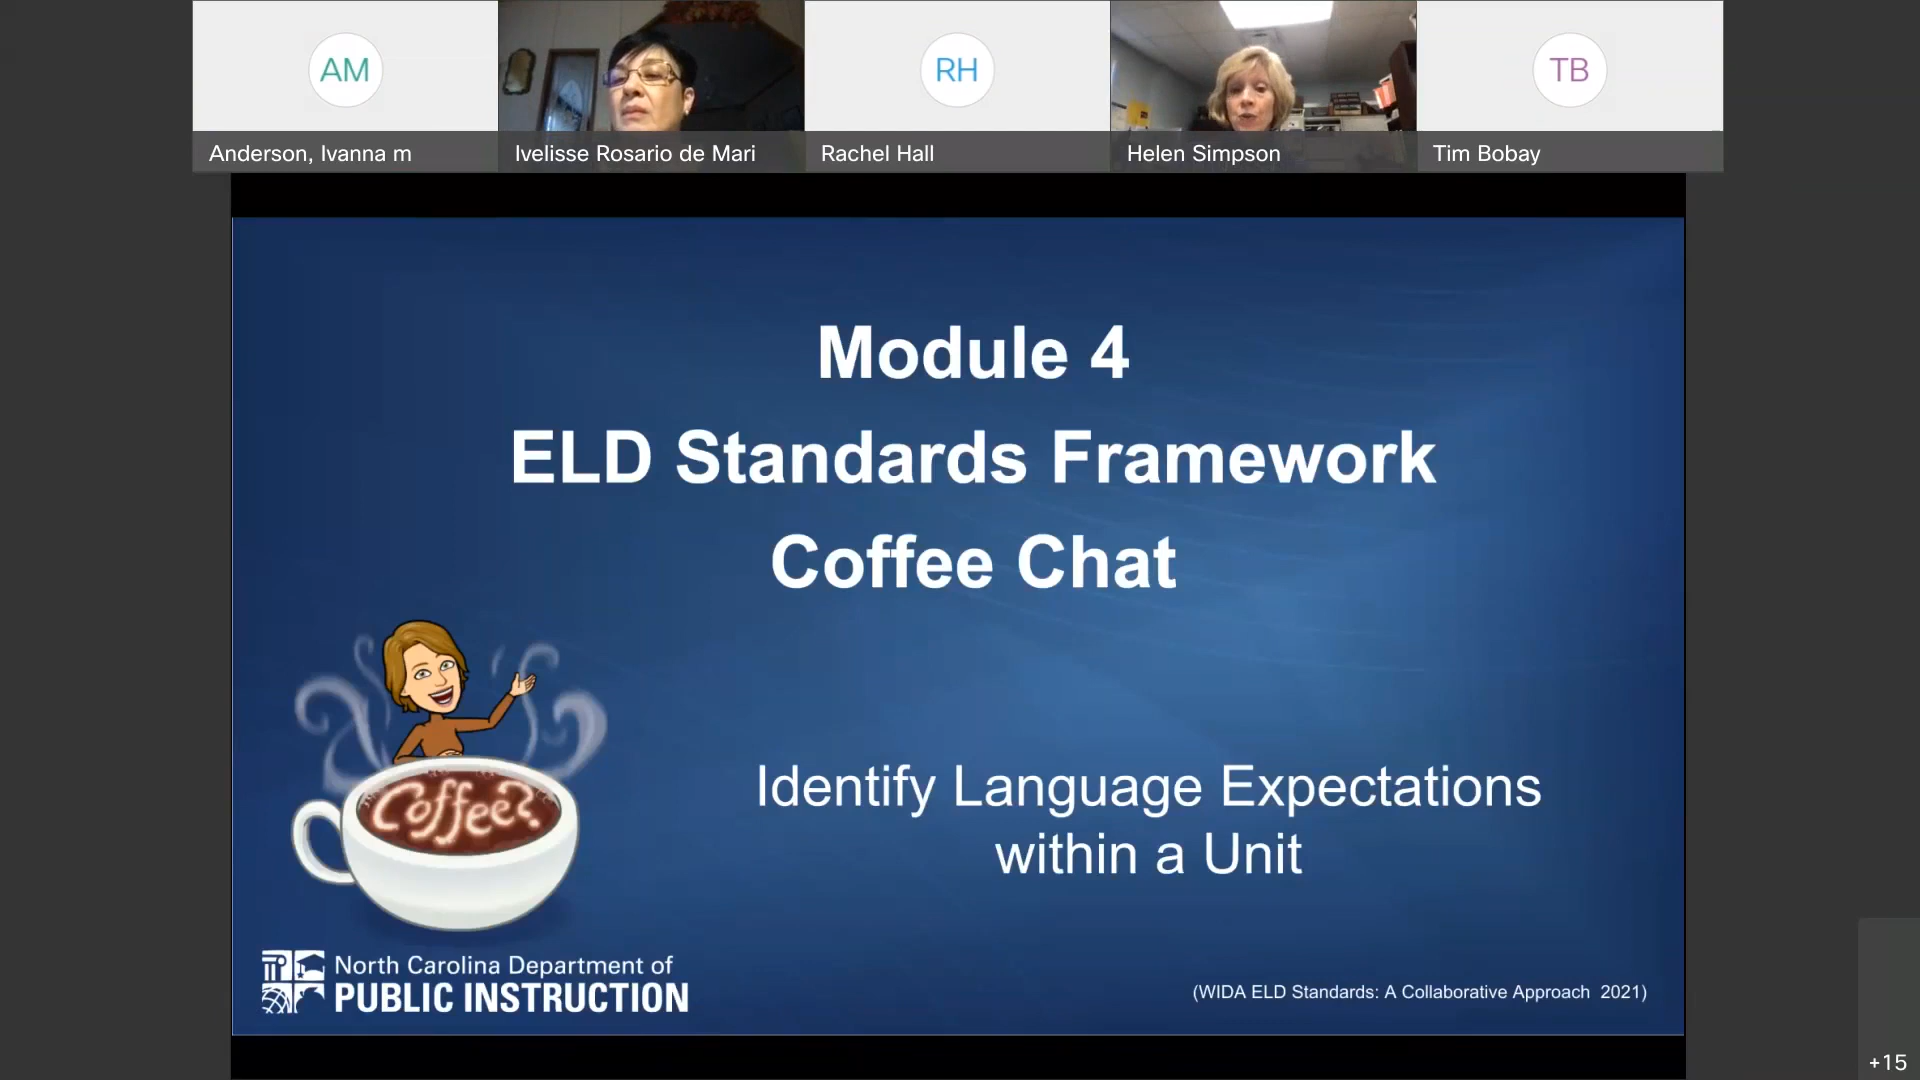 AM
RH
TB
Anderson, Ivanna m
Ivelisse Rosario de Mari
Rachel Hall
Helen Simpson
Tim Bobay
Module 4
ELD Standards Framework
Coffee Chat
Coffee?
Identify Language Expectations
within a Unit
North Carolina Department of
PUBLIC INSTRUCTION
(WIDA ELD Standards: A Collaborative Approach 2021)
+15